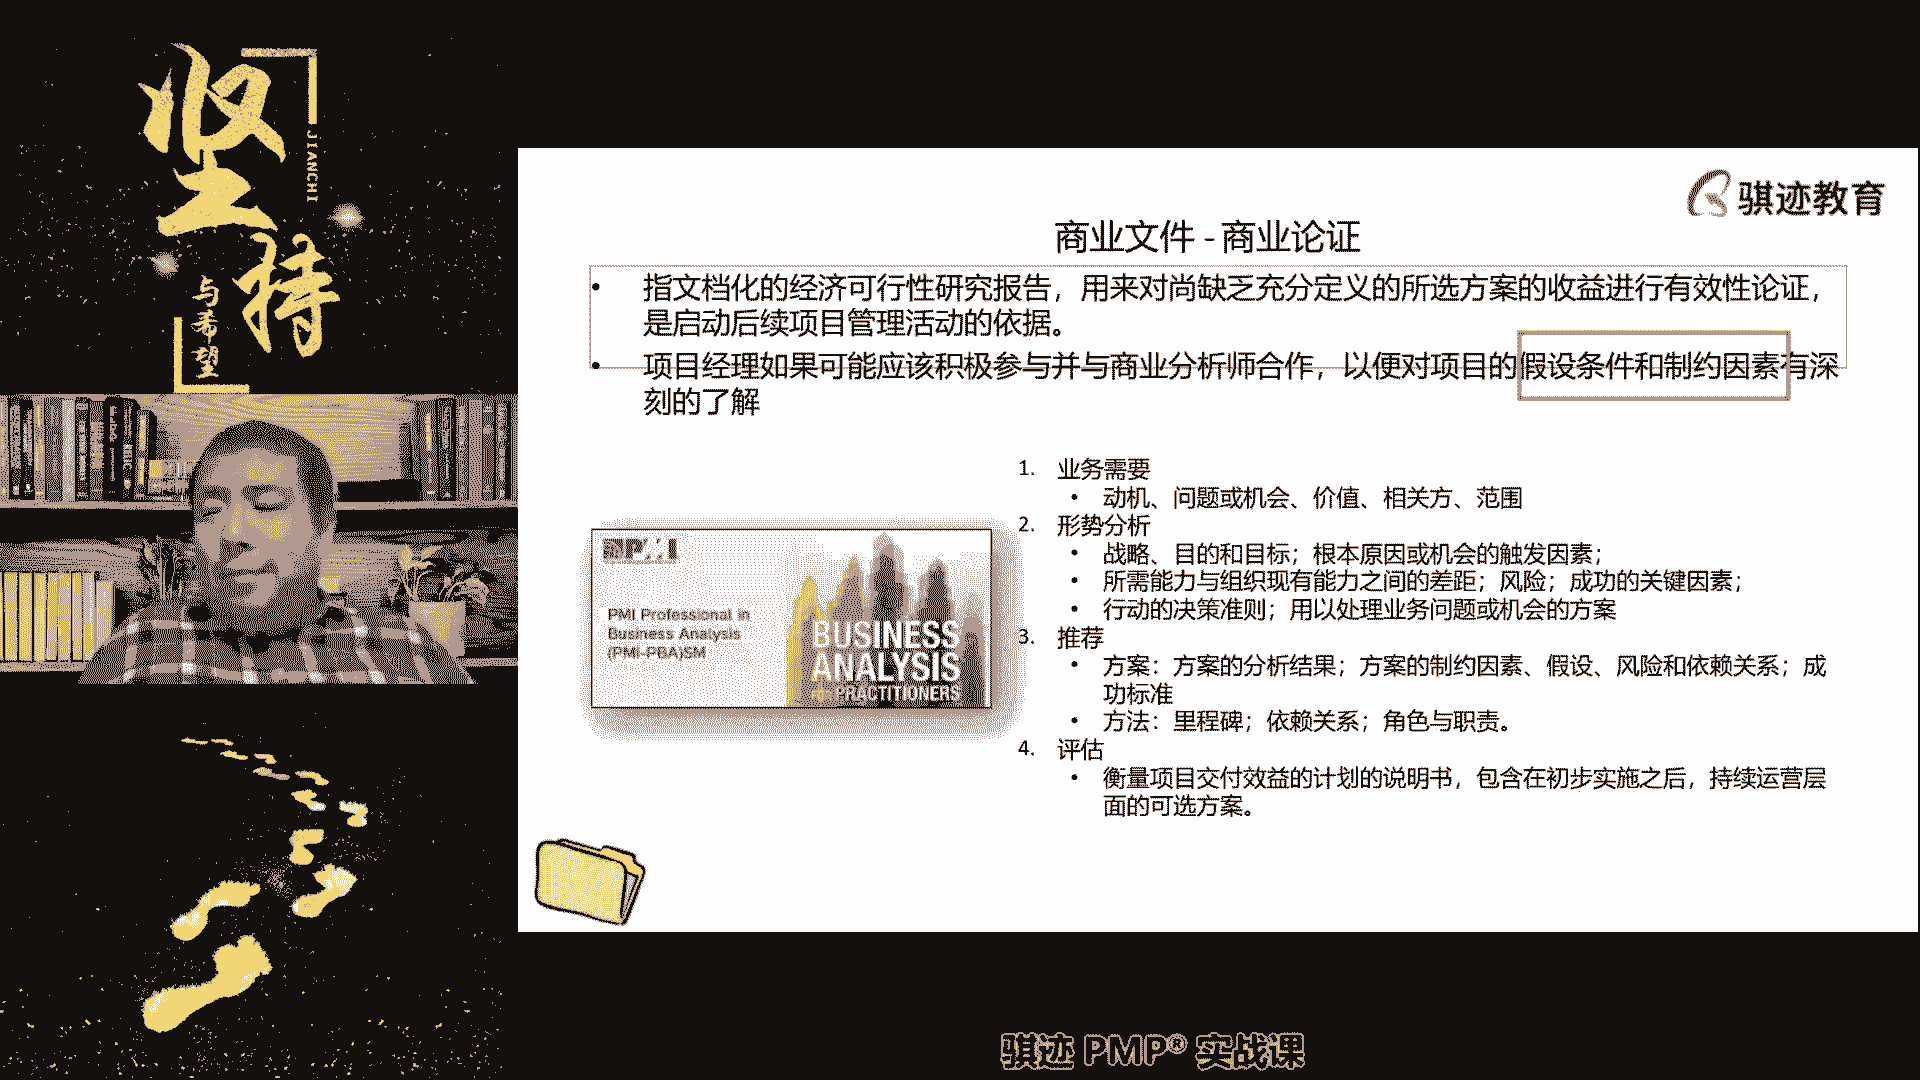 坚持
JIANCHI
与希望
骐迹教育
商业文件 - 商业论证
• 指文档化的经济可行性研究报告，用来对尚缺乏充分定义的所选方案的收益进行有效性论证，
是启动后续项目管理活动的依据。
• 项目经理如果可能应该积极参与并与商业分析师合作，以便对项目的假设条件和制约因素有深
刻的了解
1. 业务需要
• 动机、问题或机会、价值、相关方、范围
2. 形势分析
• 战略、目的和目标；根本原因或机会的触发因素；
• 所需能力与组织现有能力之间的差距；风险；成功的关键因素；
• 行动的决策准则；用以处理业务问题或机会的方案
3. 推荐
• 方案：方案的分析结果；方案的制约因素、假设、风险和依赖关系；成
功标准
• 方法：里程碑；依赖关系；角色与职责。
4. 评估
• 衡量项目交付效益的计划的说明书，包含在初步实施之后，持续运营层
面的可选方案。
PMI
PMI Professional in
Business Analysis
(PMI-PBA)SM
BUSINESS
ANALYSIS
PRACTITIONERS
骐迹 PMP® 实战课